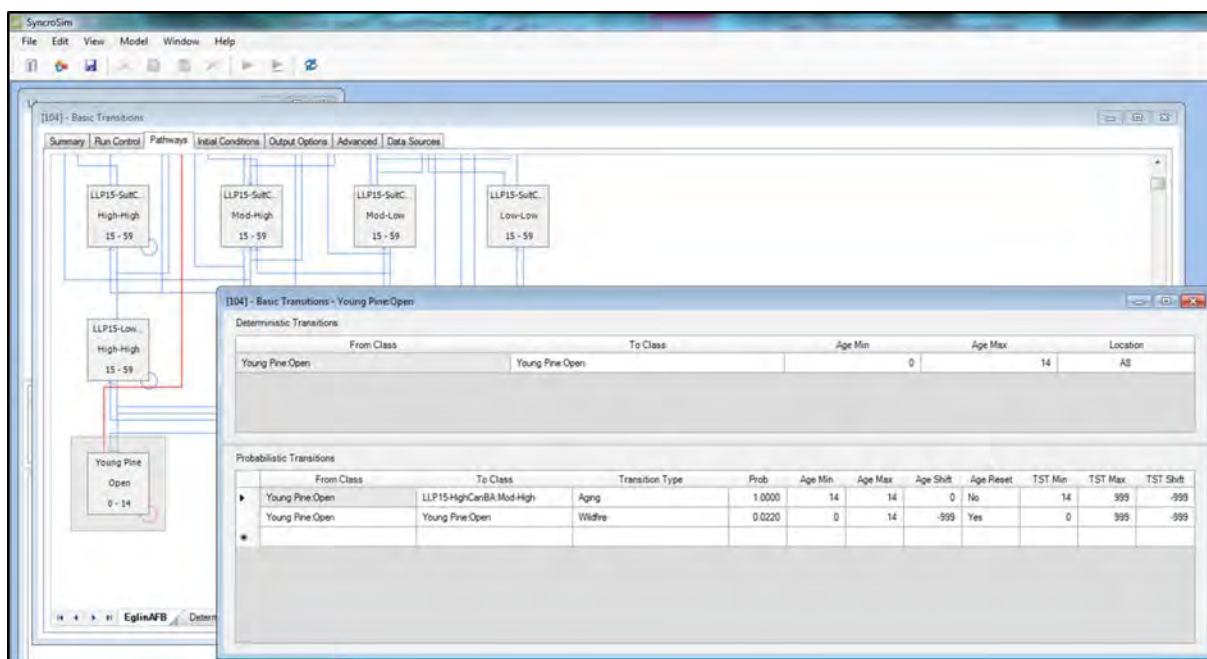 SyncroSim
File Edit View Model Window Help
[104] - Basic Transitions
Summary Run Control Pathways Initial Conditions Output Options Advanced Data Sources
LLP15-SuitC.. LLP15-SuitC.. LLP15-SuitC.. LLP15-SuitC..
High-High Mod-High Mod-Low Low-Low
15 - 59 15 - 59 15 - 59 15 - 59
LLP15-Low...
High-High
15 - 59
Young Pine
Open
0 - 14
EglinAFB Determ
[104] - Basic Transitions - Young Pine:Open
Deterministic Transitions
From Class To Class Age Min Age Max Location
Young Pine:Open Young Pine:Open 0 14 All
Probabilistic Transitions
From Class To Class Transition Type Prob Age Min Age Max Age Shift Age Reset TST Min TST Max TST Shift
Young Pine:Open LLP15-HighCanBA:Mod-High Aging 1.0000 14 14 0 No 14 999 -999
Young Pine:Open Young Pine:Open Wildfire 0.0220 0 14 -999 Yes 0 999 -999